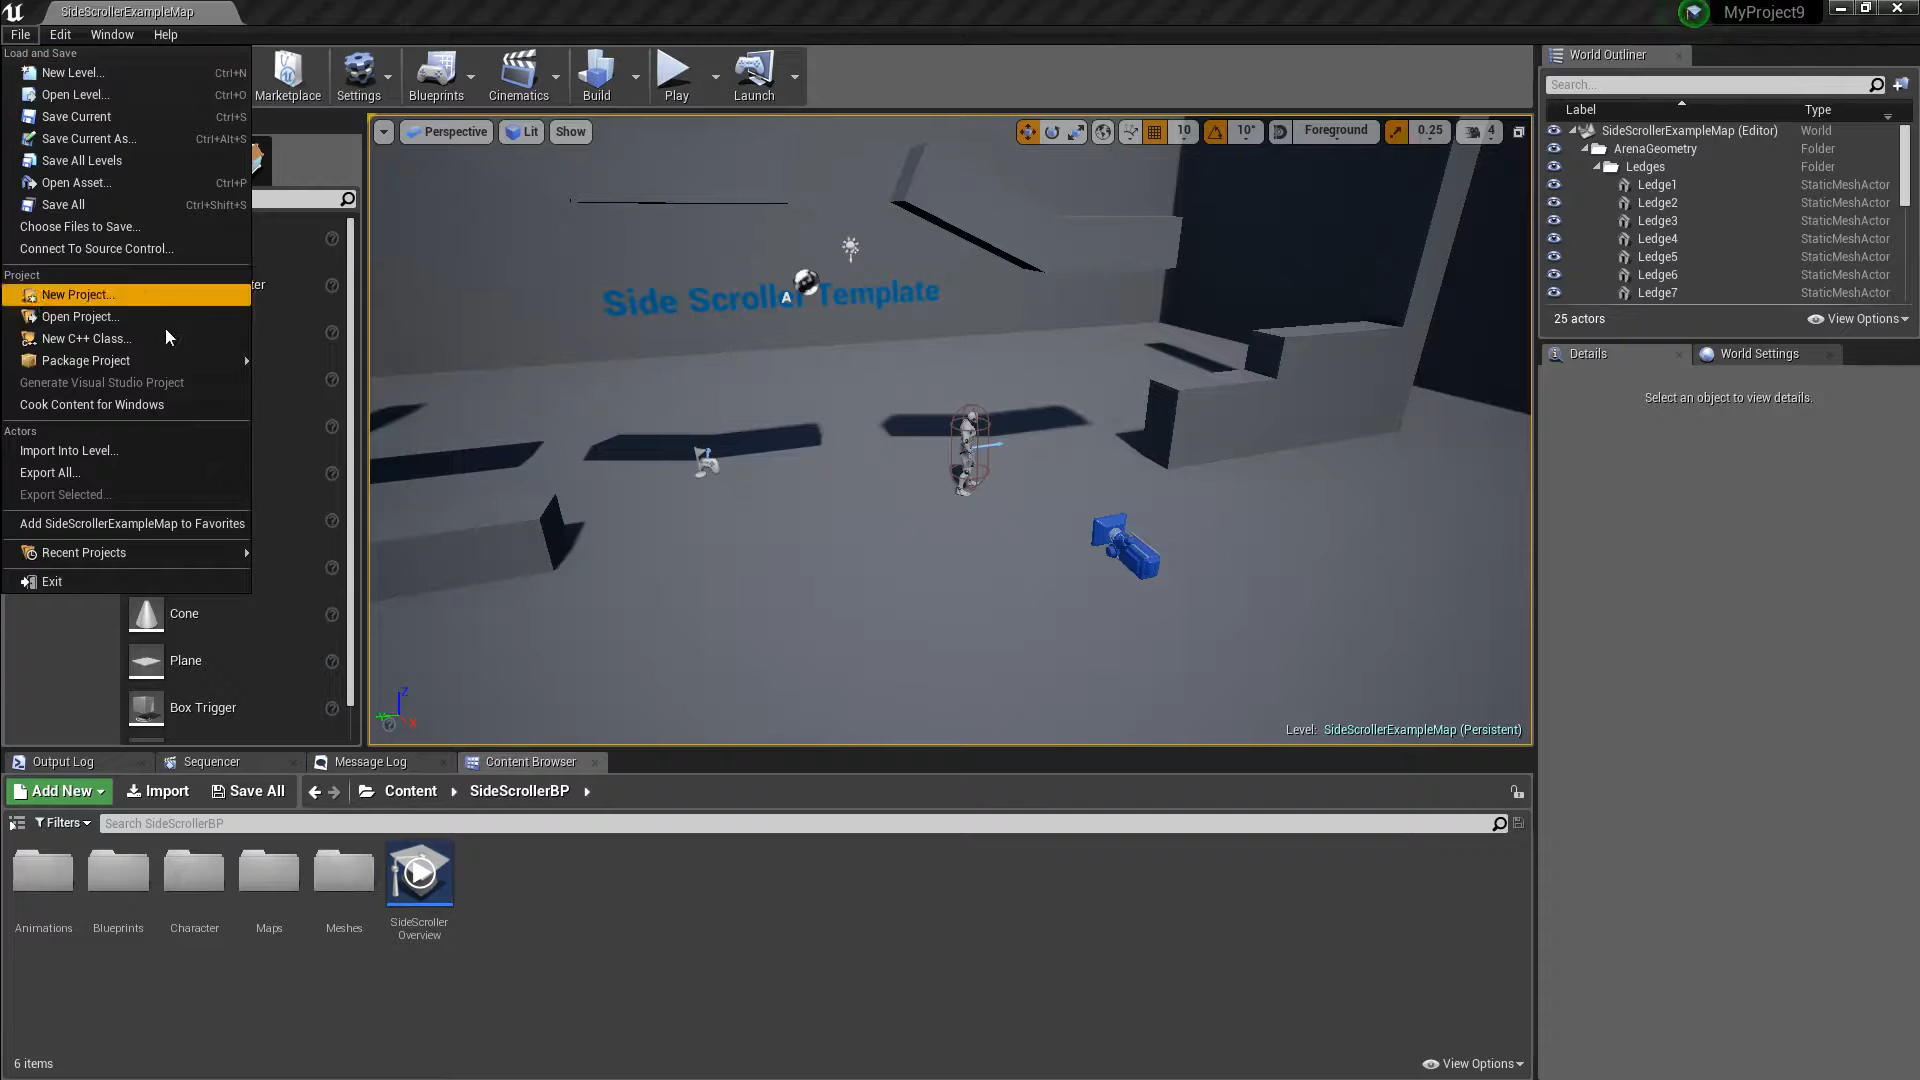 SideScrollerExampleMap
MyProject9
File Edit Window Help
Load and Save
New Level... Ctrl+N
Open Level... Ctrl+O
Save Current Ctrl+S
Save Current As... Ctrl+Alt+S
Save All Levels
Open Asset... Ctrl+P
Save All Ctrl+Shift+S
Choose Files to Save...
Connect To Source Control...
Project
New Project...
Open Project...
New C++ Class...
Package Project
Generate Visual Studio Project
Cook Content for Windows
Actors
Import Into Level...
Export All...
Export Selected...
Add SideScrollerExampleMap to Favorites
Recent Projects
Exit
Cone
Plane
Box Trigger
Marketplace Settings Blueprints Cinematics Build Play Launch
Perspective Lit Show
10 10° Foreground 0.25 4
Side Scroller Template
A
Z
X
Level: SideScrollerExampleMap (Persistent)
World Outliner
Search...
Label Type
SideScrollerExampleMap (Editor) World
ArenaGeometry Folder
Ledges Folder
Ledge1 StaticMeshActor
Ledge2 StaticMeshActor
Ledge3 StaticMeshActor
Ledge4 StaticMeshActor
Ledge5 StaticMeshActor
Ledge6 StaticMeshActor
Ledge7 StaticMeshActor
25 actors View Options
Details World Settings
Select an object to view details.
Output Log Sequencer Message Log Content Browser
Add New Import Save All Content SideScrollerBP
Filters Search SideScrollerBP
Animations Blueprints Character Maps Meshes SideScroller
Overview
6 items View Options